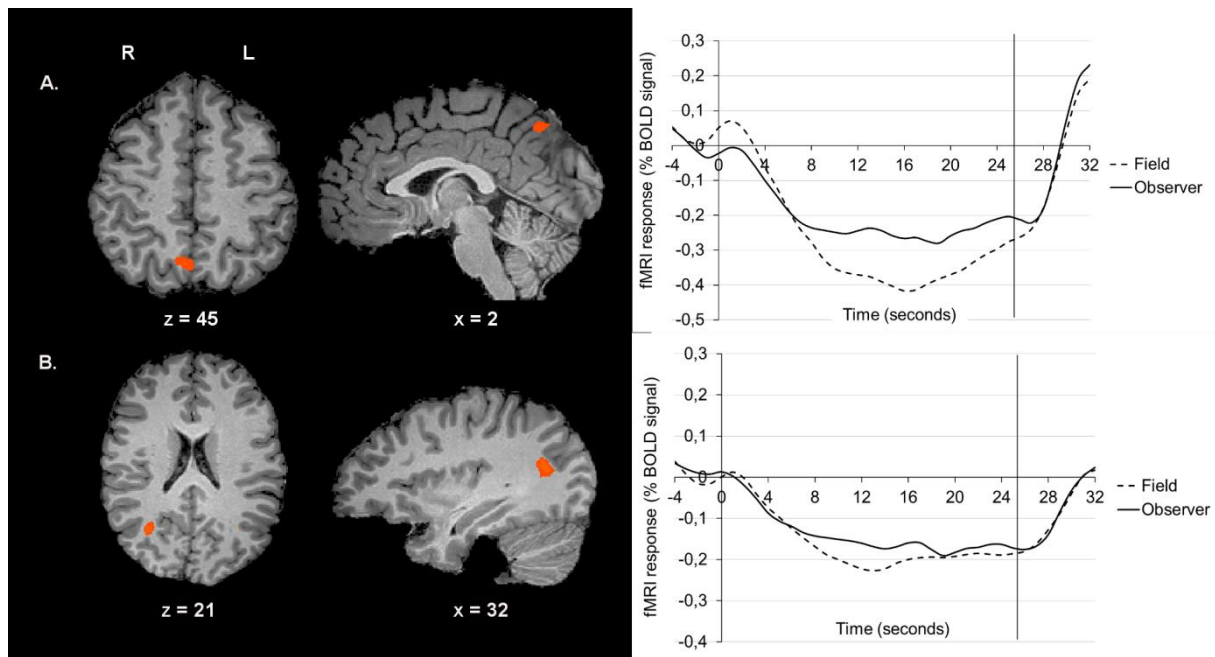 R L
A.
z = 45
x = 2
B.
z = 21
x = 32
fMRI response (% BOLD signal)
0,3
0,2
0,1
0
-0,1
-0,2
-0,3
-0,4
-0,5
-4 0 4 8 12 16 20 24 28 32
Time (seconds)
Field
Observer
fMRI response (% BOLD signal)
0,3
0,2
0,1
0
-0,1
-0,2
-0,3
-0,4
-4 0 4 8 12 16 20 24 28 32
Time (seconds)
Field
Observer